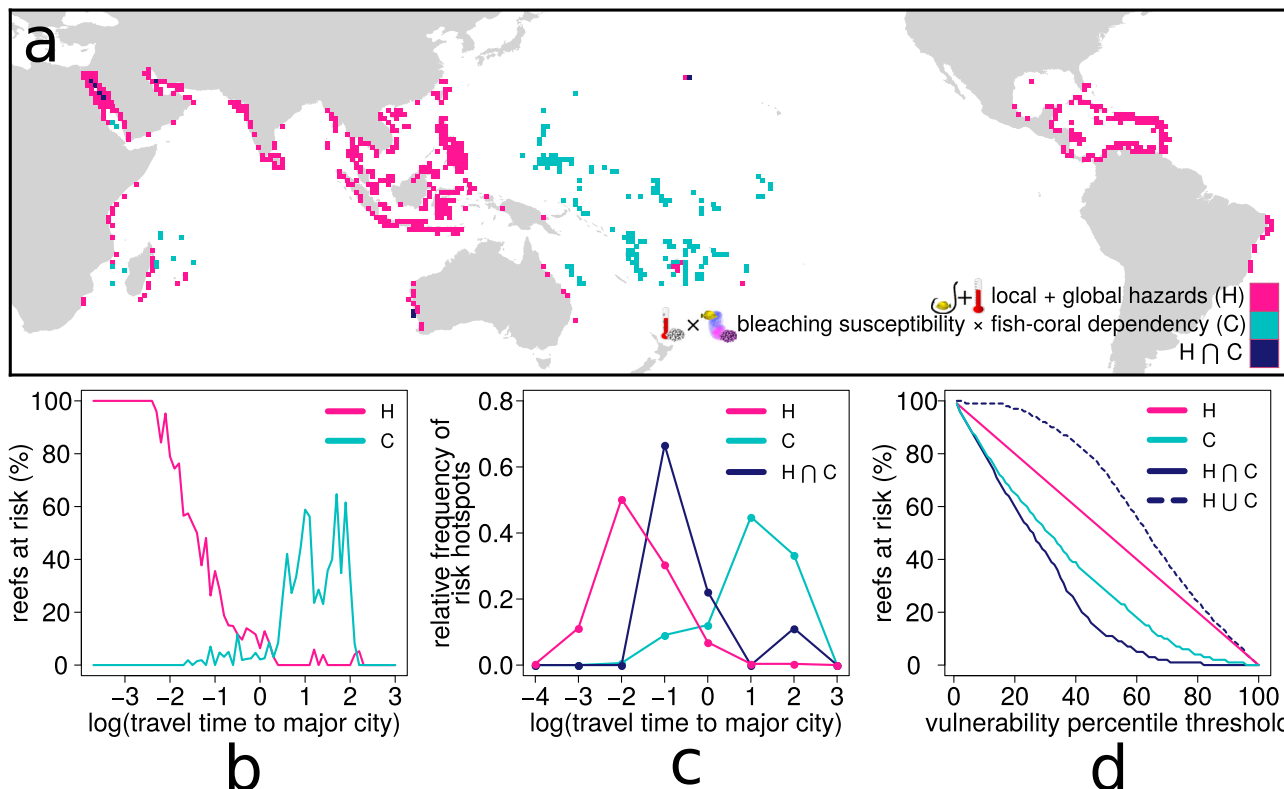 a
local + global hazards (H)
bleaching susceptibility × fish-coral dependency (C)
H ⋂ C
reefs at risk (%)
100
80
60
40
20
0
H
C
−3 −2 −1 0 1 2 3
log(travel time to major city)
b
relative frequency of
risk hotspots
0.8
0.6
0.4
0.2
0.0
H
C
H ⋂ C
−4 −3 −2 −1 0 1 2 3
log(travel time to major city)
c
reefs at risk (%)
100
80
60
40
20
0
H
C
H ⋂ C
H ⋃ C
0 20 40 60 80 100
vulnerability percentile threshold
d